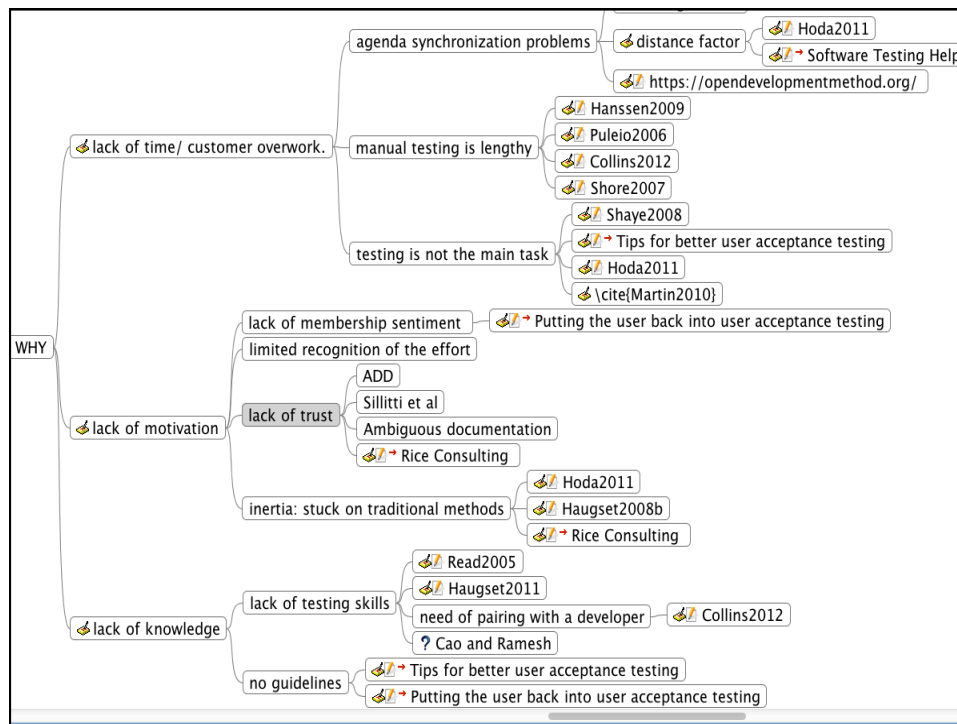 agenda synchronization problems
distance factor
Hoda2011
Software Testing Help
https://opendevelopmentmethod.org/
lack of time/ customer overwork.
manual testing is lengthy
Hanssen2009
Puleio2006
Collins2012
Shore2007
testing is not the main task
Shaye2008
Tips for better user acceptance testing
Hoda2011
\cite{Martin2010}
WHY
lack of motivation
lack of membership sentiment
Putting the user back into user acceptance testing
limited recognition of the effort
lack of trust
ADD
Sillitti et al
Ambiguous documentation
Rice Consulting
inertia: stuck on traditional methods
Hoda2011
Haugset2008b
Rice Consulting
lack of knowledge
lack of testing skills
Read2005
Haugset2011
need of pairing with a developer
Collins2012
? Cao and Ramesh
no guidelines
Tips for better user acceptance testing
Putting the user back into user acceptance testing